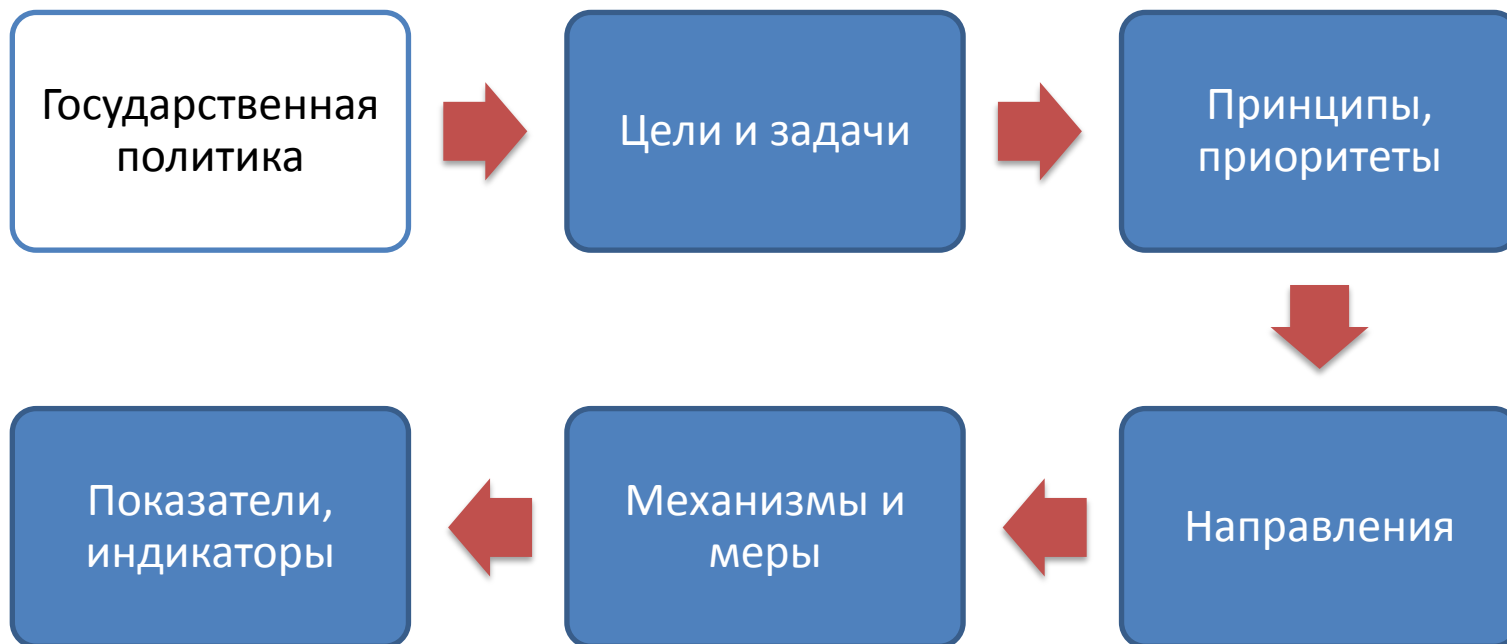 Государственная
политика
Цели и задачи
Принципы,
приоритеты
Направления
Механизмы и
меры
Показатели,
индикаторы